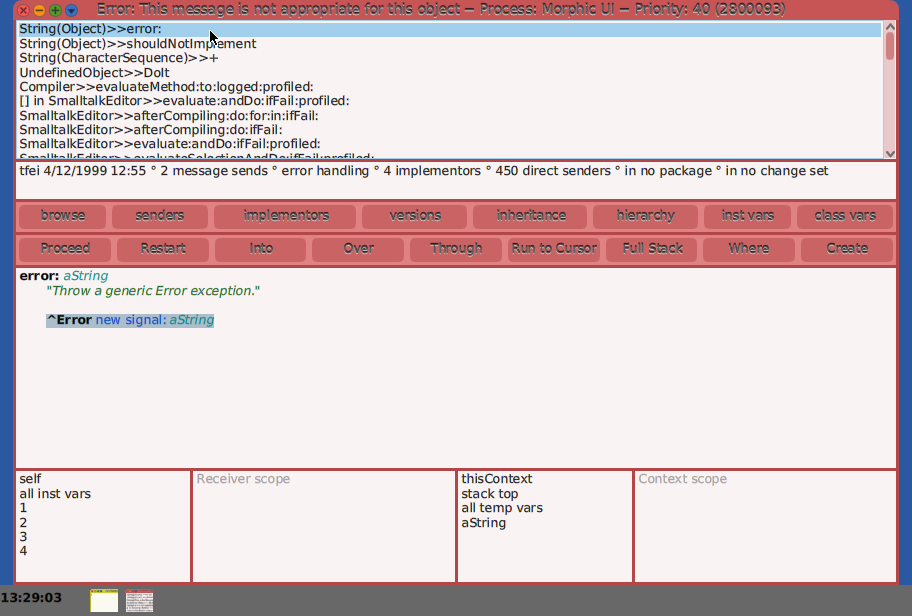 Error: This message is not appropriate for this object — Process: Morphic UI — Priority: 40 (2800093)
String(Object)>>error:
String(Object)>>shouldNotImplement
String(CharacterSequence)>>+
UndefinedObject>>DoIt
Compiler>>evaluateMethod:to:logged:profiled:
[] in SmalltalkEditor>>evaluate:andDo:ifFail:profiled:
SmalltalkEditor>>afterCompiling:do:for:in:ifFail:
SmalltalkEditor>>afterCompiling:do:ifFail:
SmalltalkEditor>>evaluate:andDo:ifFail:profiled:
SmalltalkEditor>>evaluateSelectionAndDo:ifFail:profiled:
tfei 4/12/1999 12:55 ° 2 message sends ° error handling ° 4 implementors ° 450 direct senders ° in no package ° in no change set
browse senders implementors versions inheritance hierarchy inst vars class vars
Proceed Restart Into Over Through Run to Cursor Full Stack Where Create
error: aString
"Throw a generic Error exception."
^Error new signal: aString
self
all inst vars
1
2
3
4
Receiver scope
thisContext
stack top
all temp vars
aString
Context scope
13:29:03